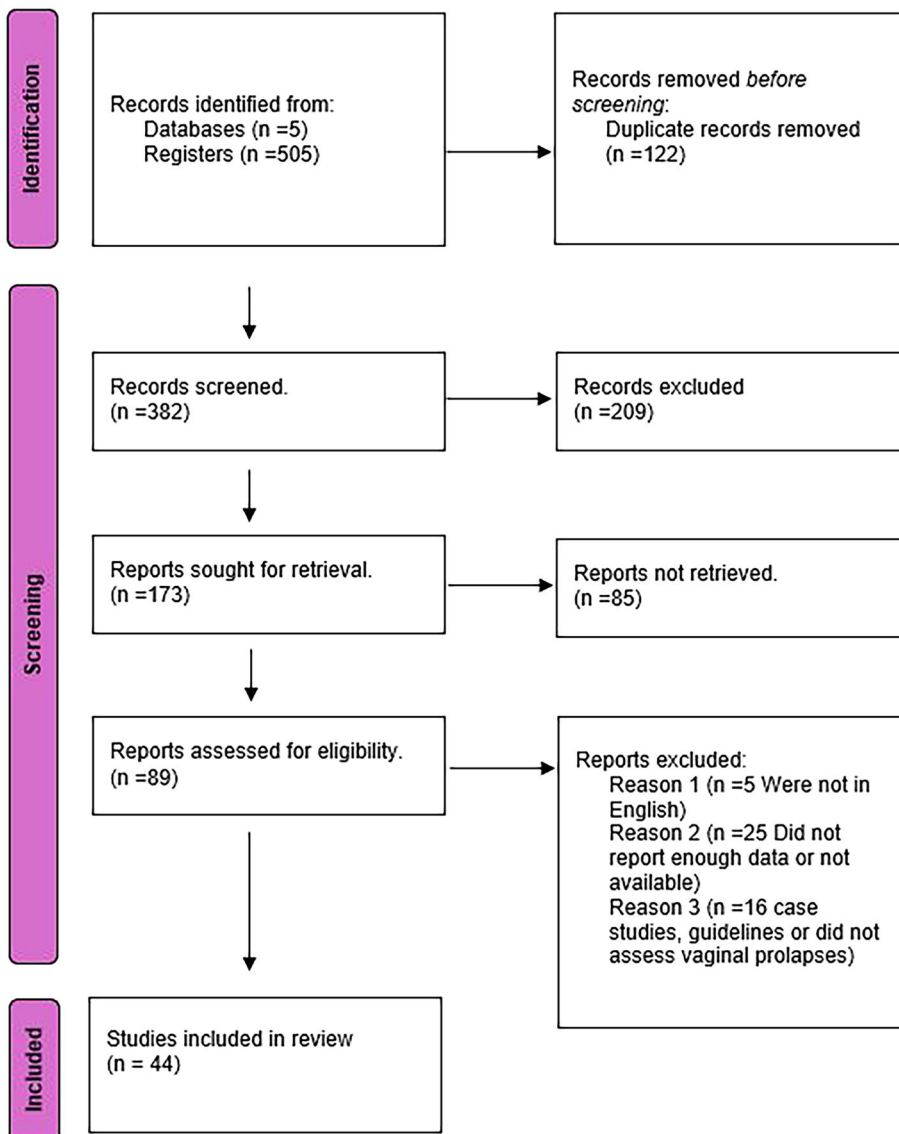 Identification
Records identified from:
Databases (n =5)
Registers (n =505)
Records removed before
screening:
Duplicate records removed
(n =122)
Screening
Records screened.
(n =382)
Records excluded
(n =209)
Reports sought for retrieval.
(n =173)
Reports not retrieved.
(n =85)
Reports assessed for eligibility.
(n =89)
Reports excluded:
Reason 1 (n =5 Were not in
English)
Reason 2 (n =25 Did not
report enough data or not
available)
Reason 3 (n =16 case
studies, guidelines or did not
assess vaginal prolapses)
Included
Studies included in review
(n = 44)